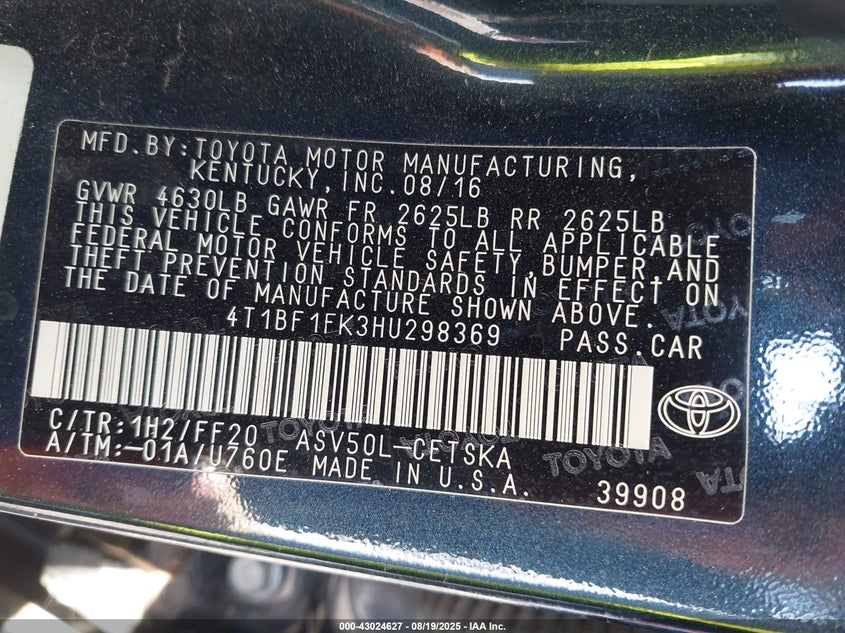 MFD.BY:TOYOTA MOTOR MANUFACTURING,
KENTUCKY,INC.08/16
GVWR 4630LB GAWR FR 2625LB RR 2625LB
THIS VEHICLE CONFORMS TO ALL APPLICABLE
FEDERAL MOTOR VEHICLE SAFETY,BUMPER,AND
THEFT PREVENTION STANDARDS IN EFFECT ON
THE DATE OF MANUFACTURE SHOWN ABOVE.
4T1BF1FK3HU298369 PASS.CAR
C/TR:1H2/FF20 ASV50L-CETSKA
A/TM:-01A/U760E MADE IN U.S.A. 39908
TOYOTA
TOYOTA
TOYOTA
000-43024627 - 08/19/2025 - IAA Inc.